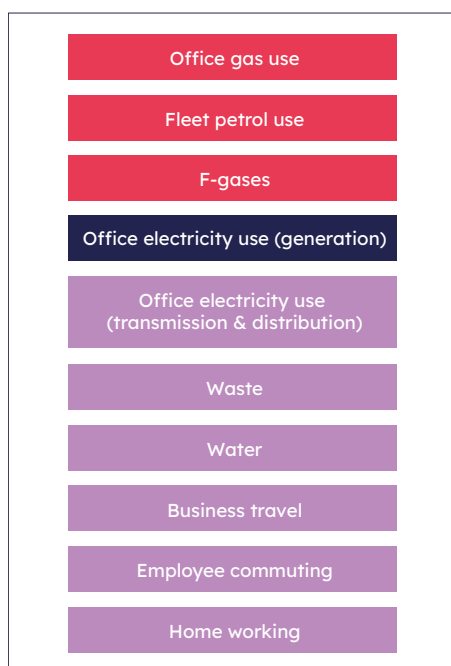 Office gas use
Fleet petrol use
F-gases
Office electricity use (generation)
Office electricity use
(transmission & distribution)
Waste
Water
Business travel
Employee commuting
Home working